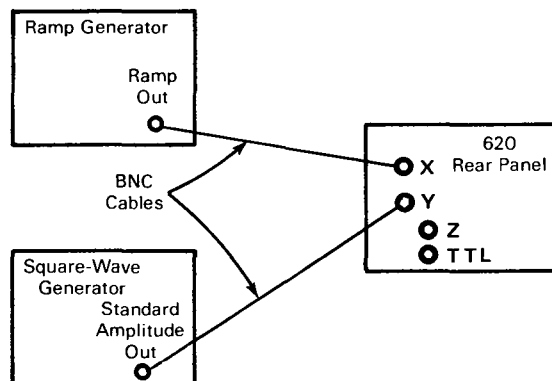 Ramp Generator
Ramp
Out
620
Rear Panel
X
BNC
Cables
Y
Z
TTL
Square-Wave
Generator
Standard
Amplitude
Out